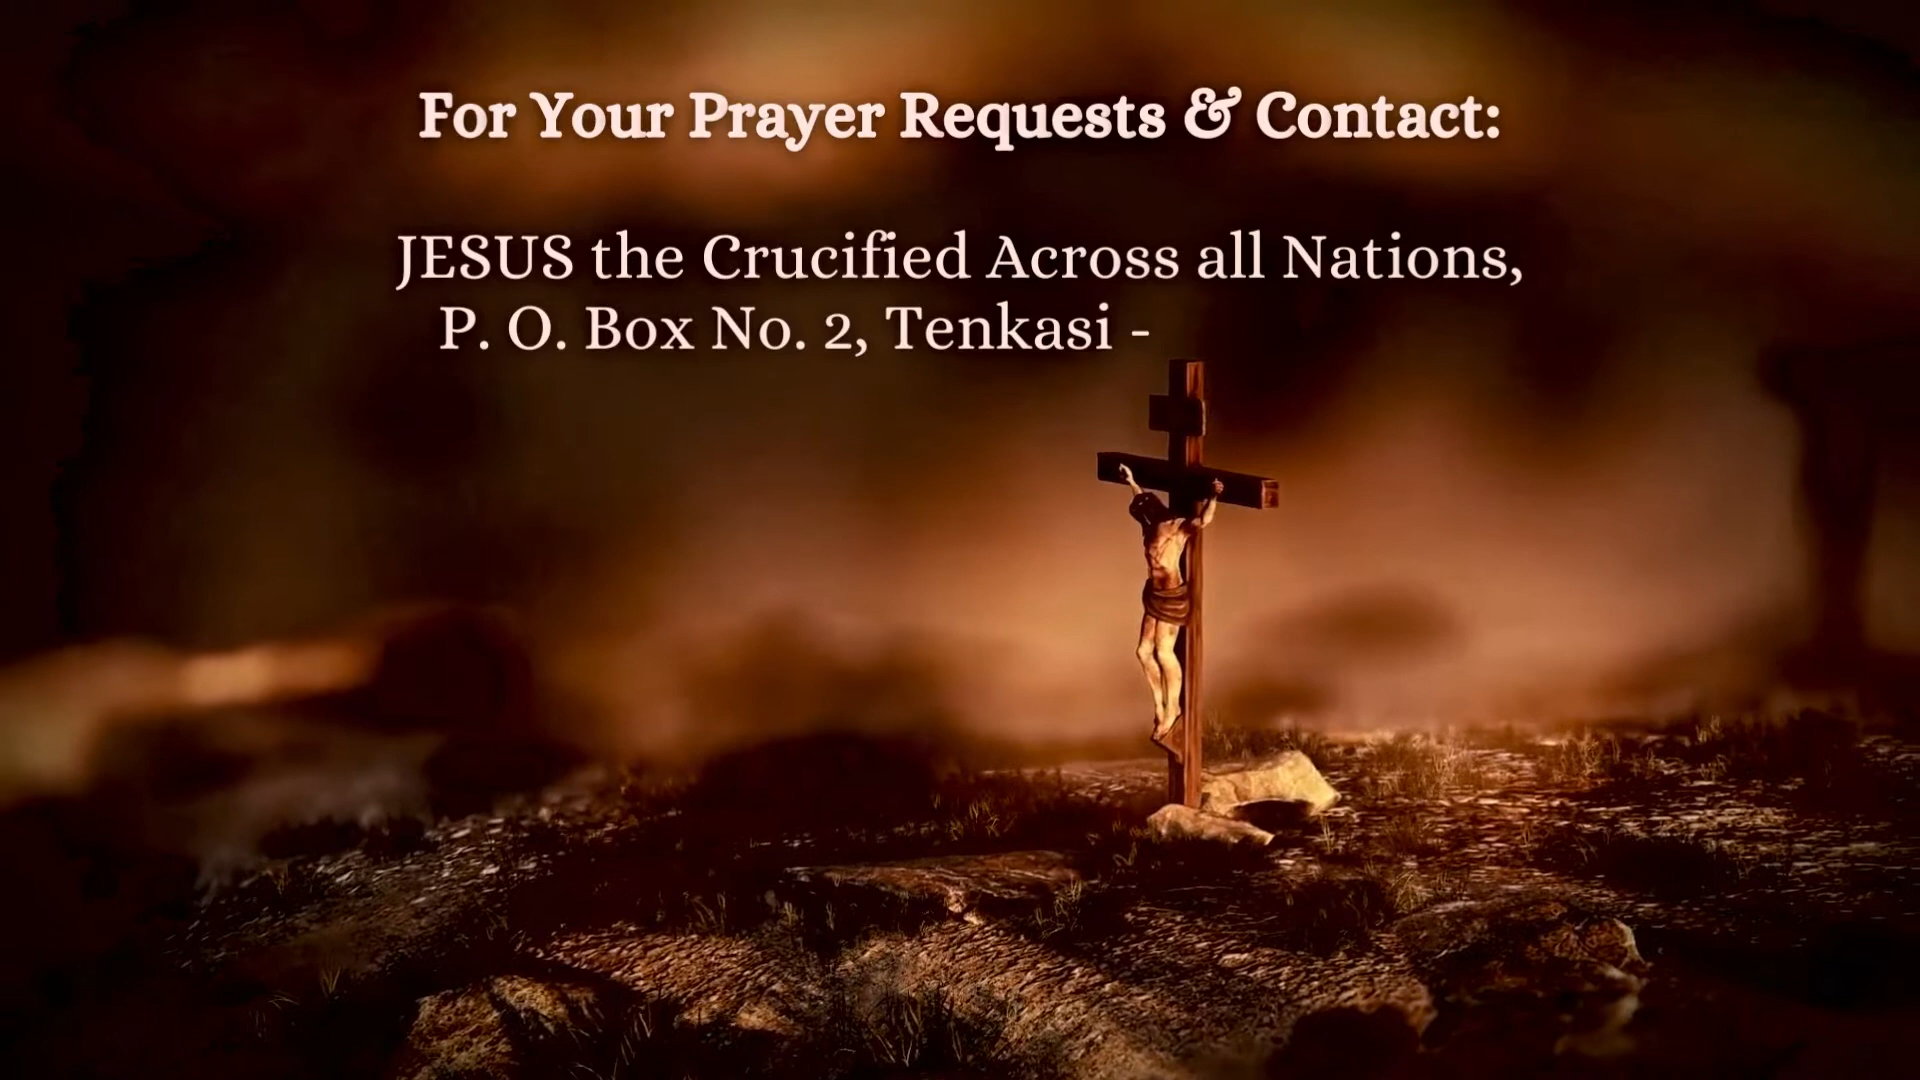 For Your Prayer Requests & Contact:
JESUS the Crucified Across all Nations,
P. O. Box No. 2, Tenkasi -